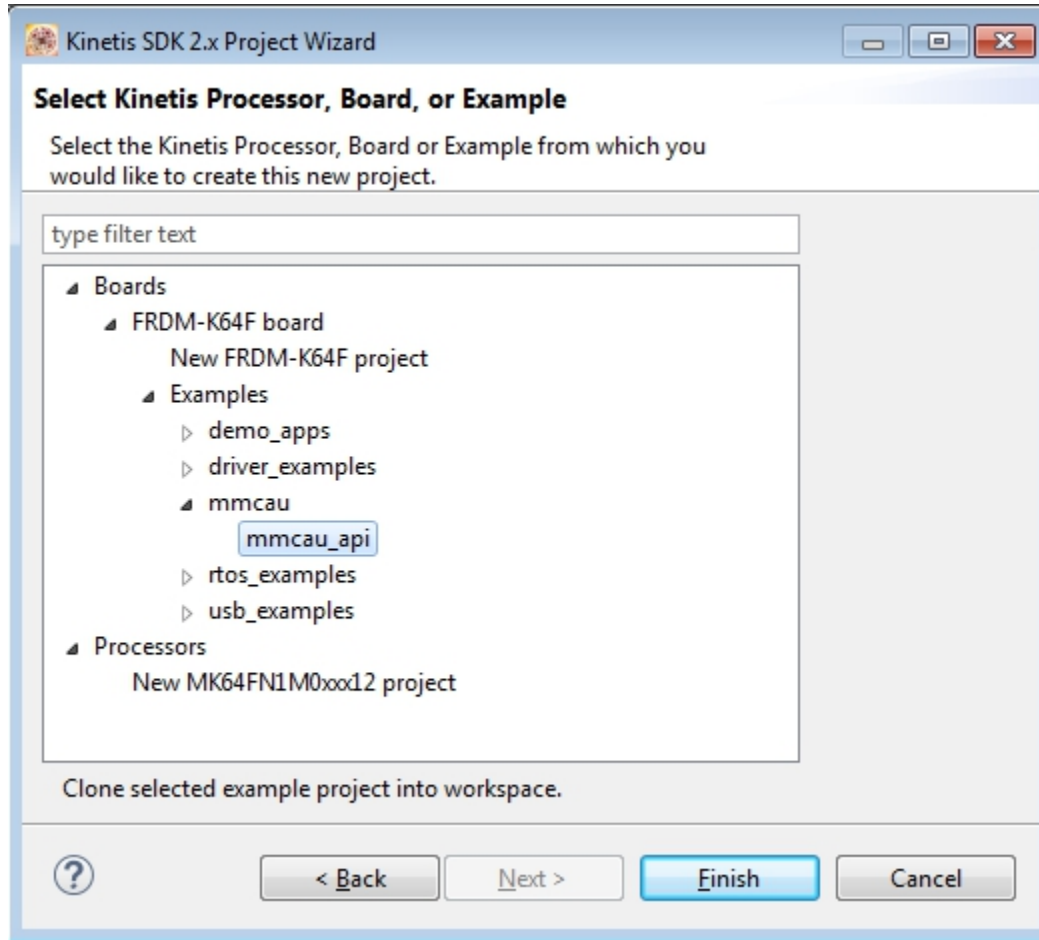 Kinetis SDK 2.x Project Wizard
Select Kinetis Processor, Board, or Example
Select the Kinetis Processor, Board or Example from which you
would like to create this new project.
type filter text
Boards
FRDM-K64F board
New FRDM-K64F project
Examples
demo_apps
driver_examples
mmcau
mmcau_api
rtos_examples
usb_examples
Processors
New MK64FN1M0xxx12 project
Clone selected example project into workspace.
? < Back Next > Finish Cancel